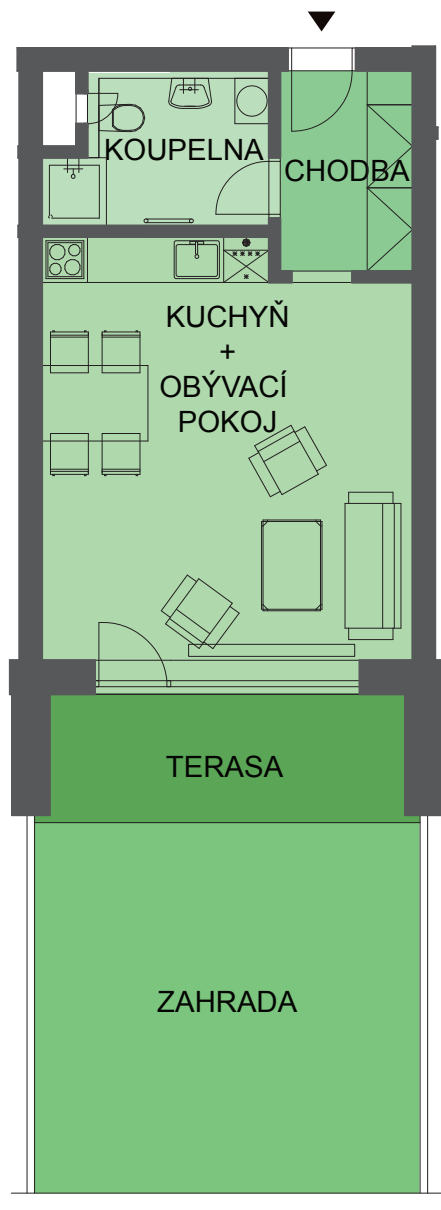 KOUPELNA
CHODBA
KUCHYŇ
+
OBÝVACÍ
POKOJ
TERASA
ZAHRADA